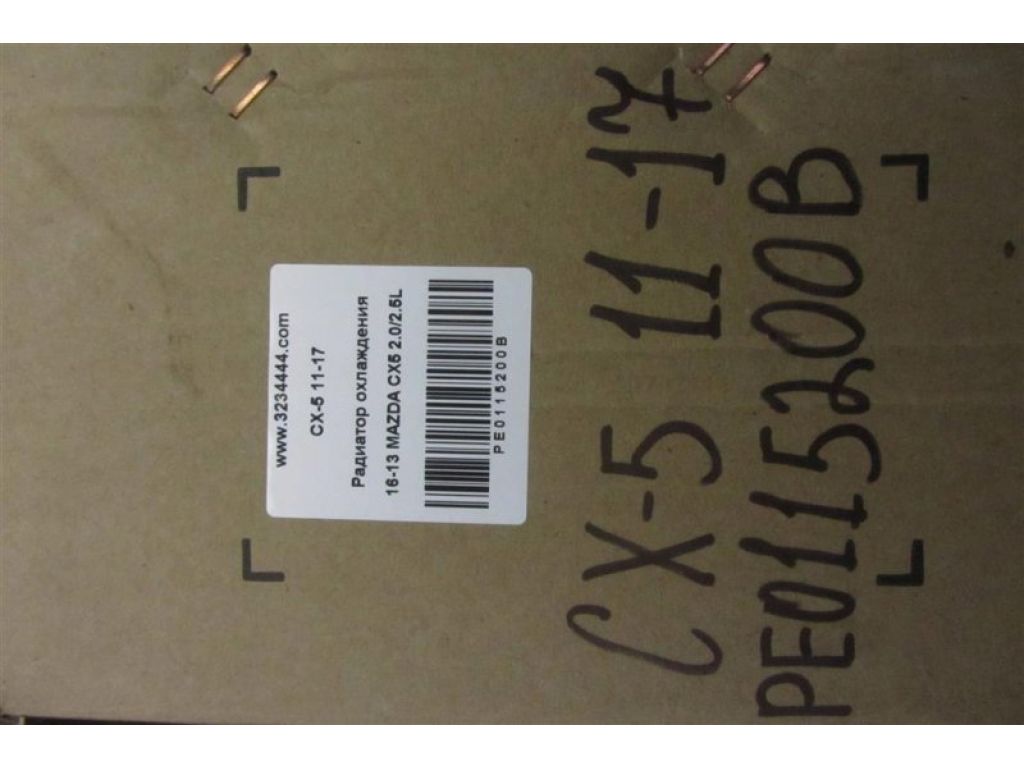 www.3234444.com
CX-5 11-17
Радиатор охлаждения
16-13 MAZDA CX5 2.0/2.5L
PE0115200B
CX-5 11-17
PE0115200B